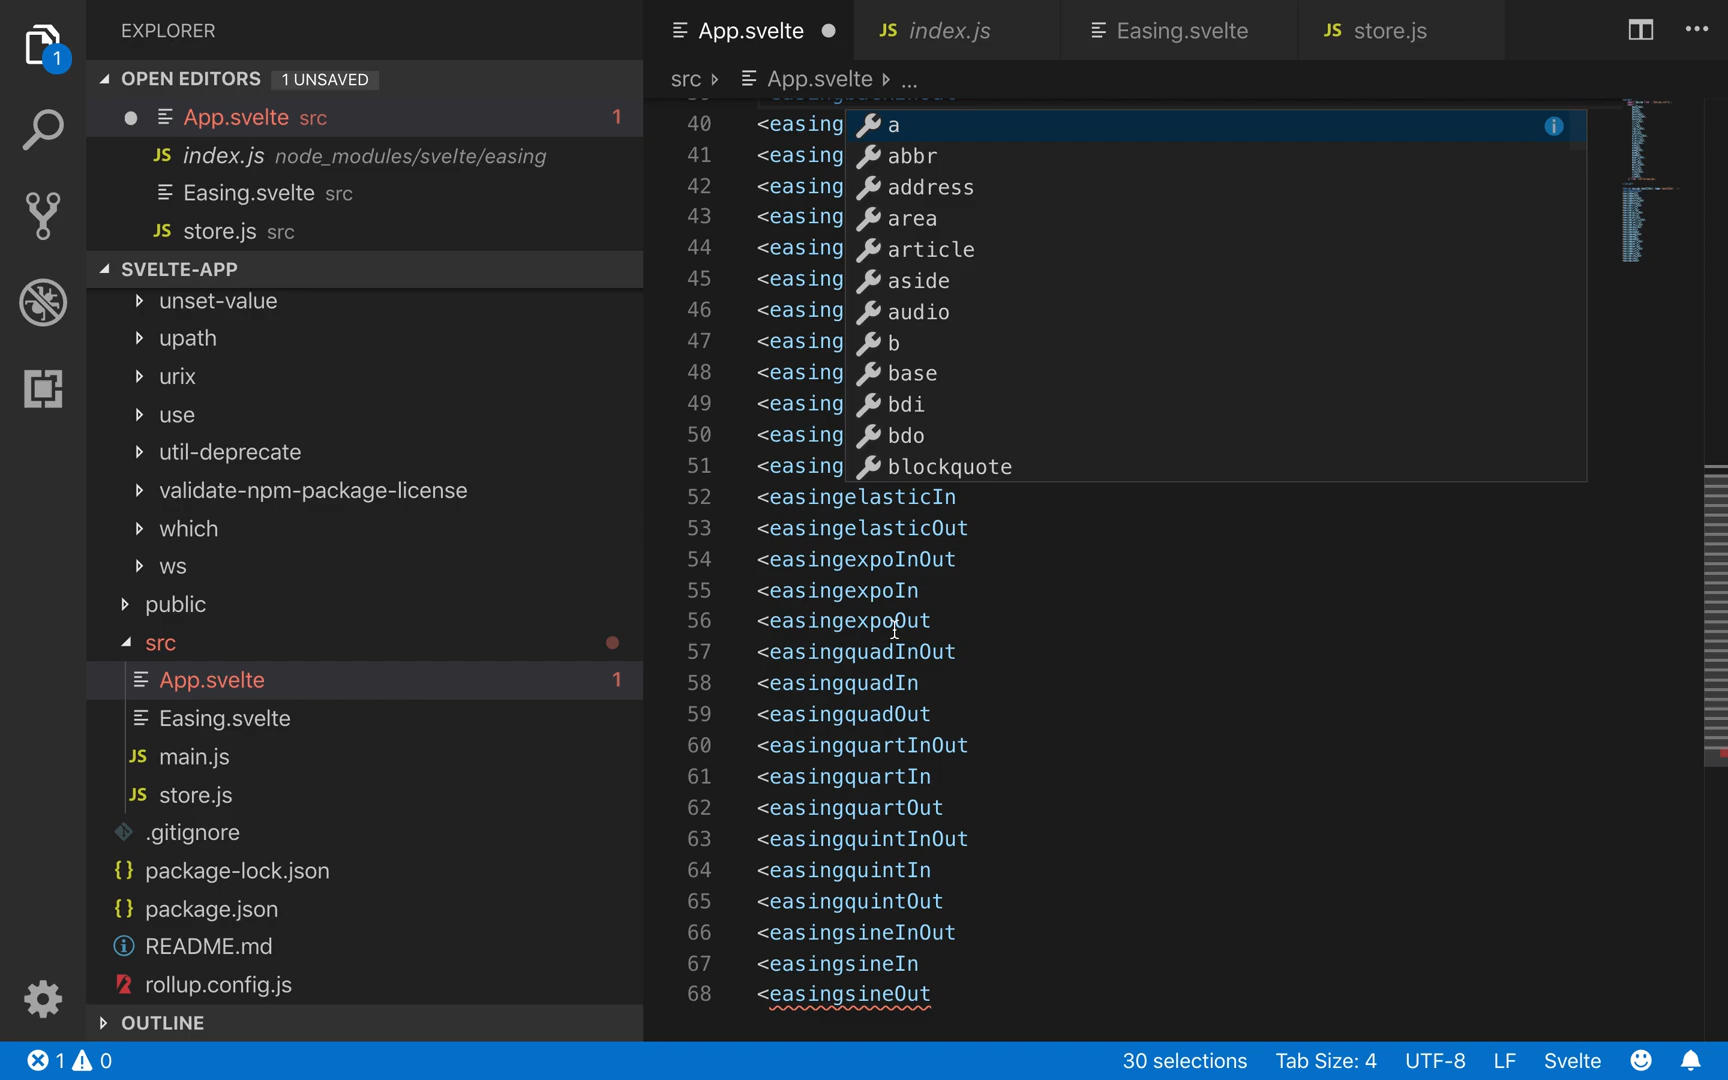 EXPLORER
1
OPEN EDITORS 1 UNSAVED
App.svelte src 1
JS index.js node_modules/svelte/easing
Easing.svelte src
JS store.js src
SVELTE-APP
unset-value
upath
urix
use
util-deprecate
validate-npm-package-license
which
ws
public
src
App.svelte 1
Easing.svelte
JS main.js
JS store.js
.gitignore
{} package-lock.json
{} package.json
README.md
rollup.config.js
OUTLINE
App.svelte
JS index.js
Easing.svelte
JS store.js
src App.svelte ...
40 <easing
41 <easing
42 <easing
43 <easing
44 <easing
45 <easing
46 <easing
47 <easing
48 <easing
49 <easing
50 <easing
51 <easing
52 <easingelasticIn
53 <easingelasticOut
54 <easingexpoInOut
55 <easingexpoIn
56 <easingexpoOut
57 <easingquadInOut
58 <easingquadIn
59 <easingquadOut
60 <easingquartInOut
61 <easingquartIn
62 <easingquartOut
63 <easingquintInOut
64 <easingquintIn
65 <easingquintOut
66 <easingsineInOut
67 <easingsineIn
68 <easingsineOut
a
abbr
address
area
article
aside
audio
b
base
bdi
bdo
blockquote
1 0
30 selections Tab Size: 4 UTF-8 LF Svelte